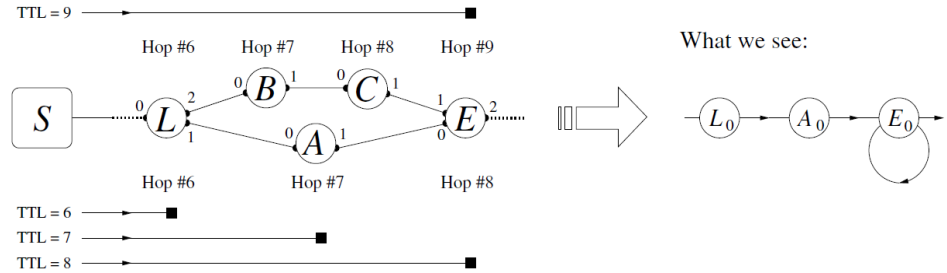 TTL = 9
Hop #6 Hop #7 Hop #8 Hop #9
What we see:
S 0 L 2 1 0 B 1 0 C 1 1 0 E 2
0 A 1
L0 A0 E0
Hop #6 Hop #7 Hop #8
TTL = 6
TTL = 7
TTL = 8